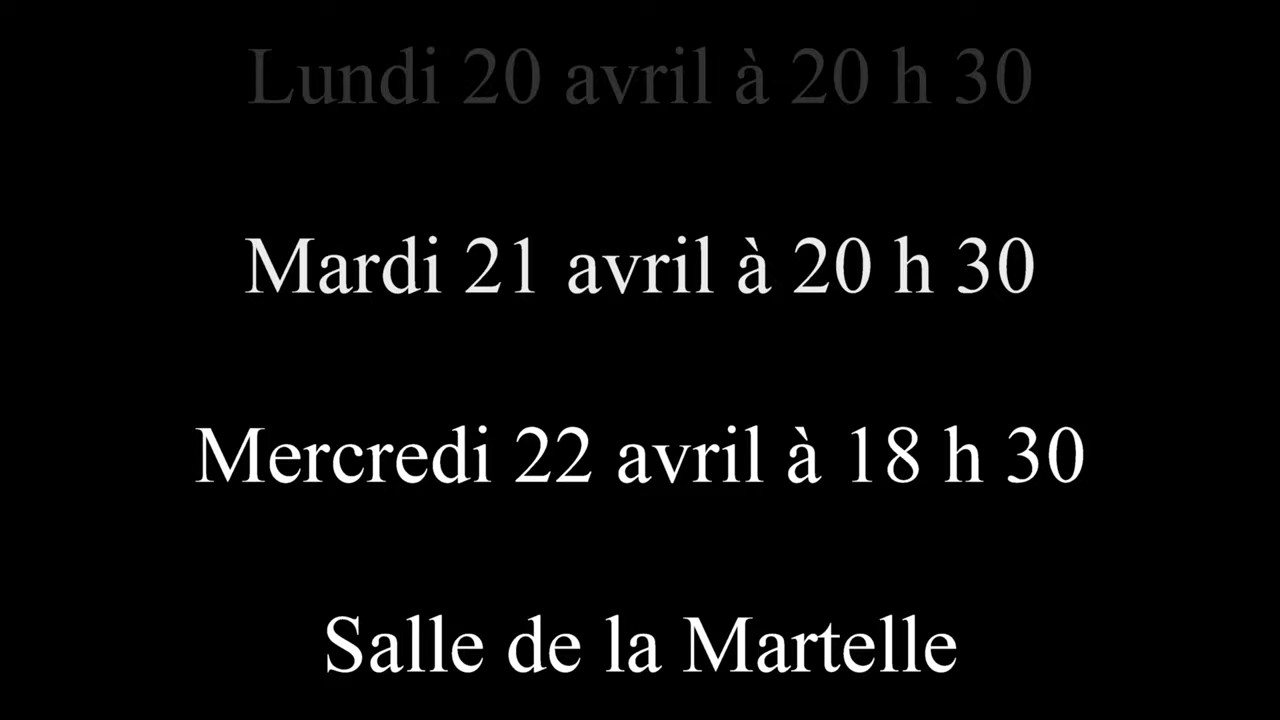 Lundi 20 avril à 20 h 30
Mardi 21 avril à 20 h 30
Mercredi 22 avril à 18 h 30
Salle de la Martelle